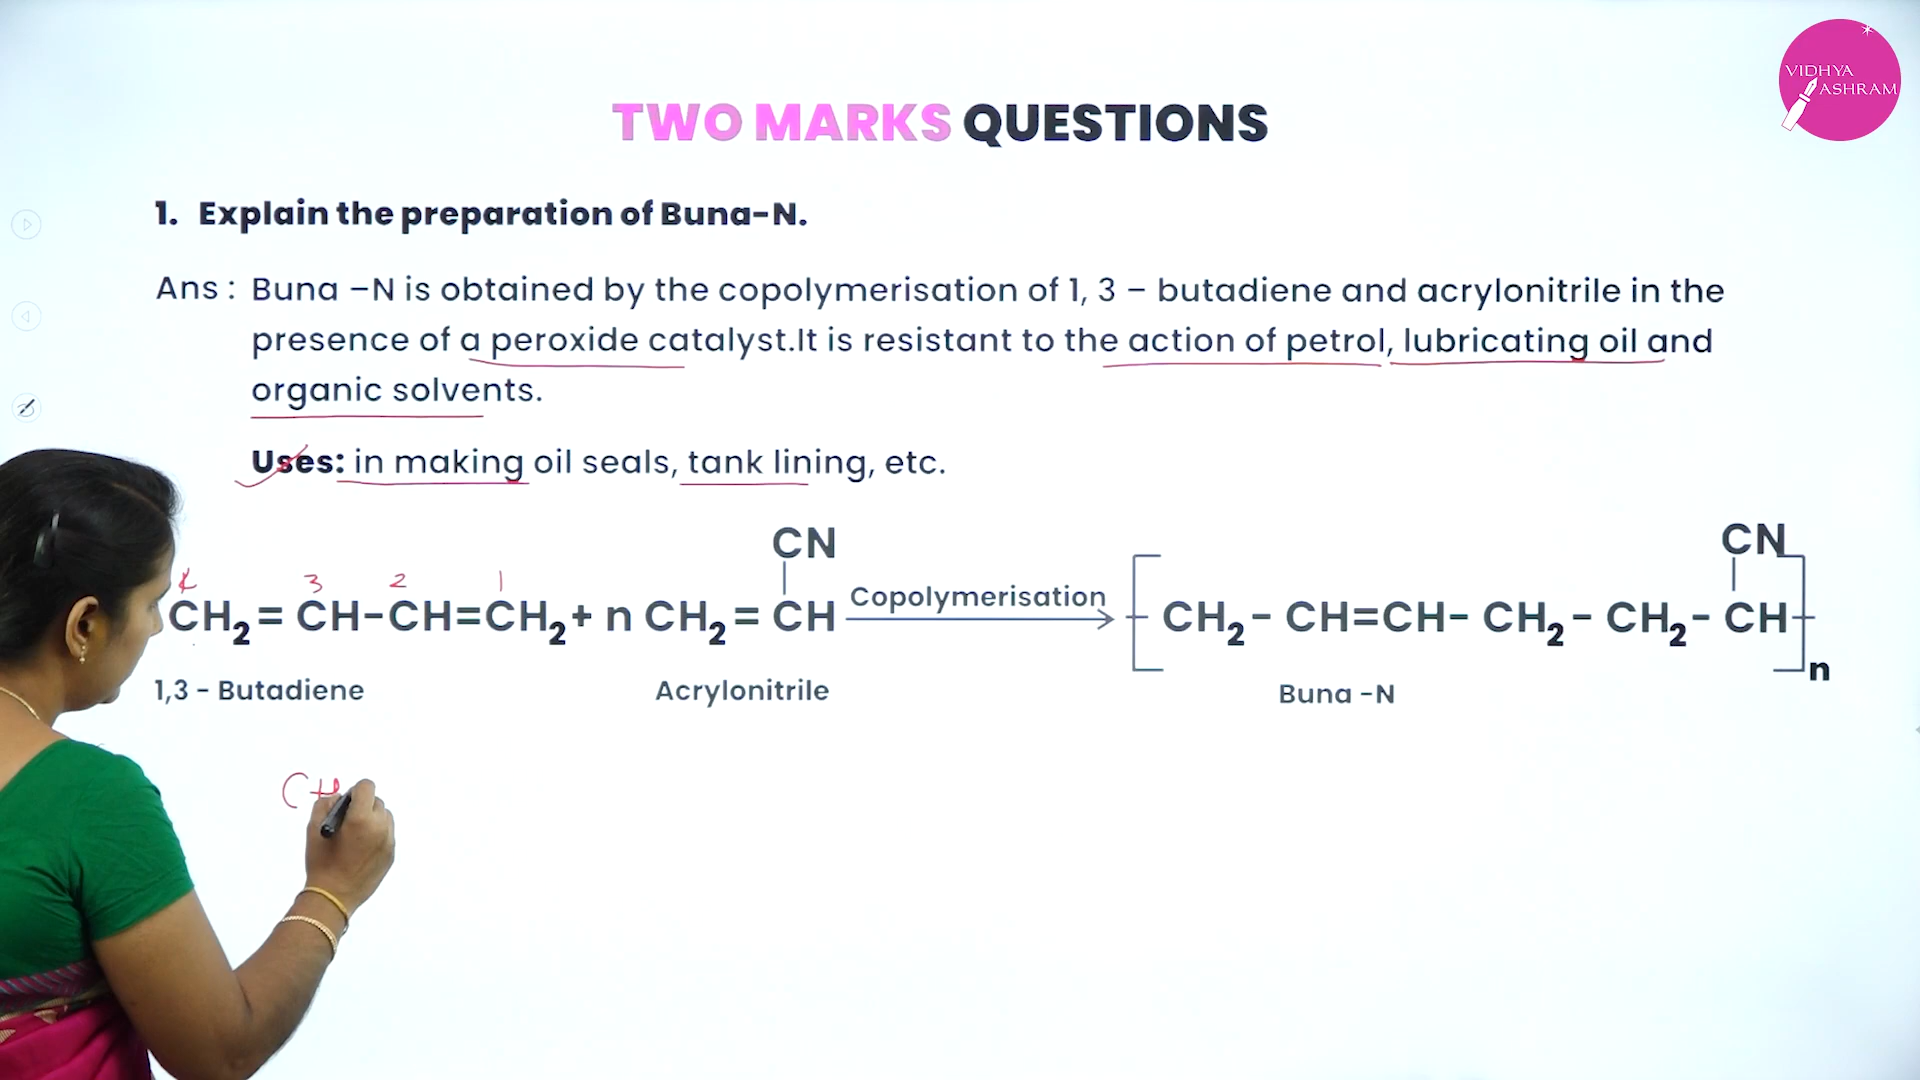 VIDHYA
ASHRAM
TWO MARKS QUESTIONS
1. Explain the preparation of Buna-N.
Ans : Buna –N is obtained by the copolymerisation of 1, 3 – butadiene and acrylonitrile in the
presence of a peroxide catalyst.It is resistant to the action of petrol, lubricating oil and
organic solvents.
Uses: in making oil seals, tank lining, etc.
CN
CN
4 3 2 1
CH₂ = CH-CH=CH₂ + n CH₂ = CH Copolymerisation CH₂ - CH=CH- CH₂ - CH₂ - CH
n
1,3 - Butadiene Acrylonitrile Buna -N
CH